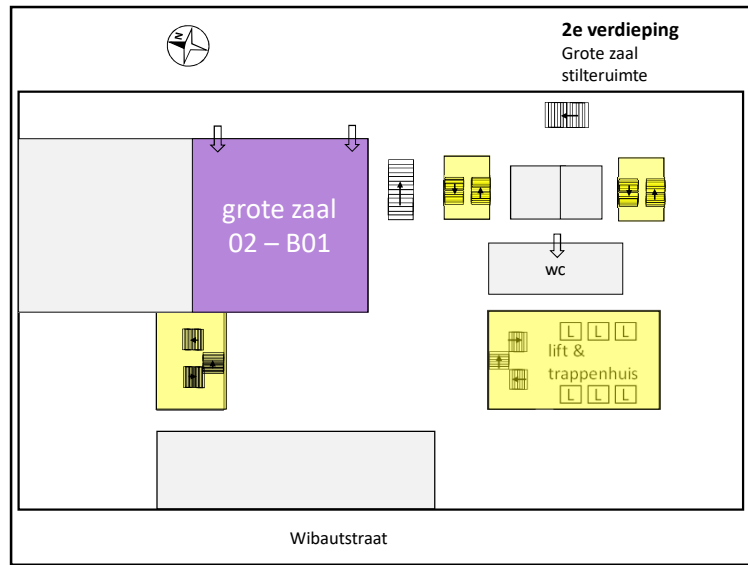 N
2e verdieping
Grote zaal
stilteruimte
grote zaal
02 – B01
wc
L L L
lift &
trappenhuis
L L L
Wibautstraat